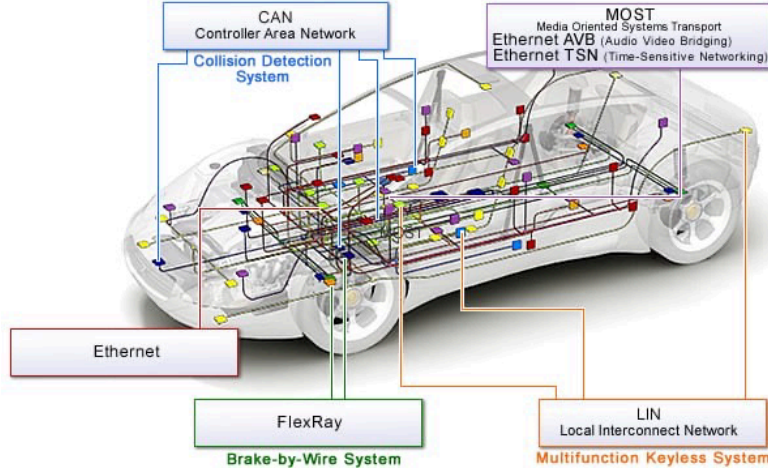 CAN
Controller Area Network
Collision Detection
System
MOST
Media Oriented Systems Transport
Ethernet AVB (Audio Video Bridging)
Ethernet TSN (Time-Sensitive Networking)
MOST
Ethernet
FlexRay
Brake-by-Wire System
LIN
Local Interconnect Network
Multifunction Keyless System